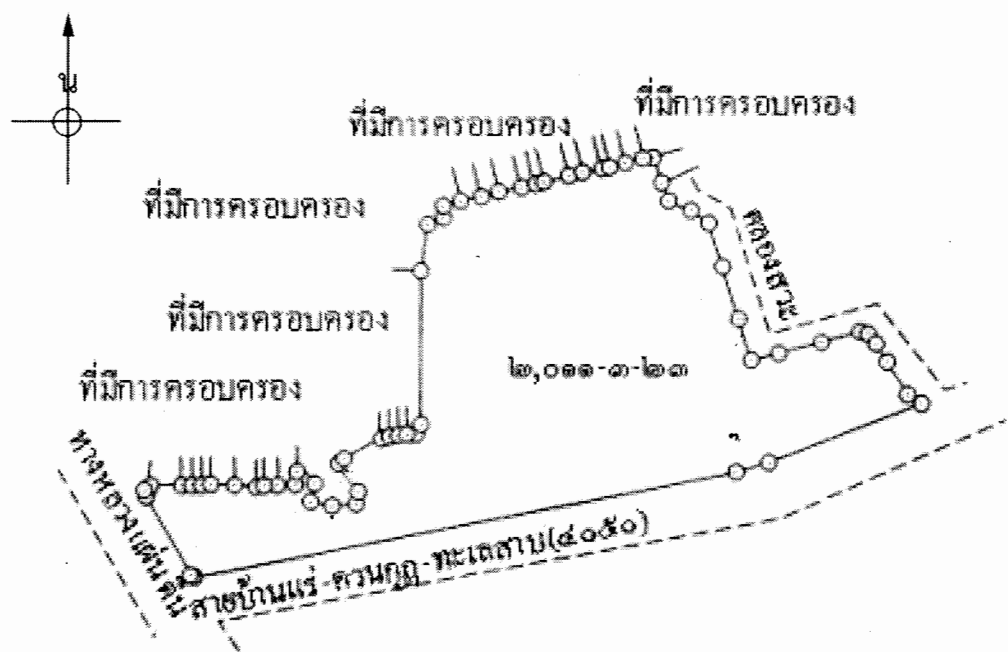 น
ที่มีการครอบครอง
ที่มีการครอบครอง
ที่มีการครอบครอง
ที่มีการครอบครอง
ที่มีการครอบครอง
คลองสวะ
๒,๐๑๑-๓-๒๓
ทางหลวงแผ่นดิน
สายบ้านแร่-ควนกุฎ-ทะเลสาบ(๔๐๕๐)